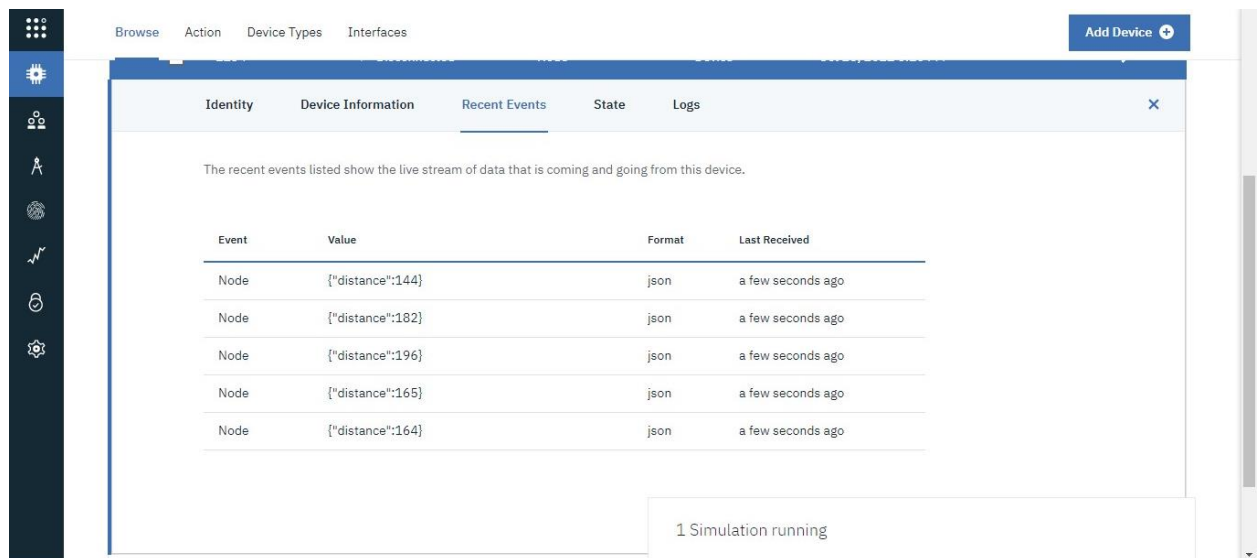 Browse Action Device Types Interfaces
Add Device
Identity Device Information Recent Events State Logs
The recent events listed show the live stream of data that is coming and going from this device.
Event Value Format Last Received
Node {"distance":144} json a few seconds ago
Node {"distance":182} json a few seconds ago
Node {"distance":196} json a few seconds ago
Node {"distance":165} json a few seconds ago
Node {"distance":164} json a few seconds ago
1 Simulation running